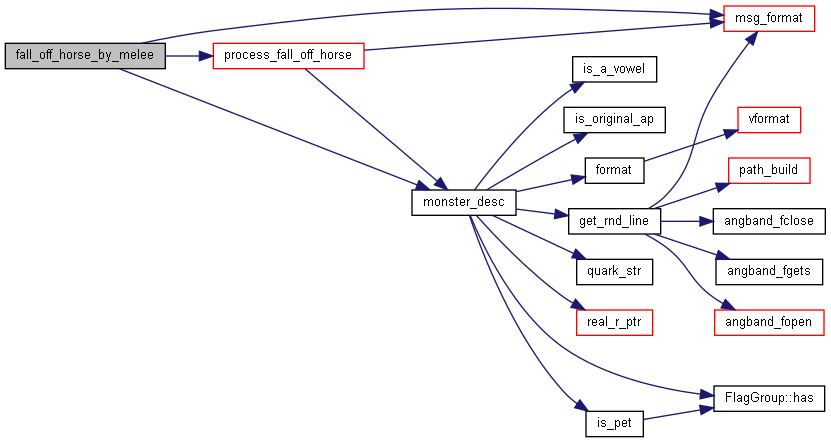 msg_format
fall_off_horse_by_melee
process_fall_off_horse
is_a_vowel
is_original_ap
vformat
format
path_build
monster_desc
get_rnd_line
angband_fclose
quark_str
angband_fgets
real_r_ptr
angband_fopen
FlagGroup::has
is_pet